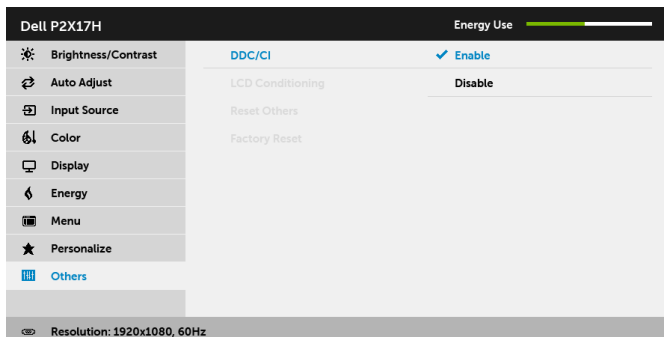 Dell P2X17H
Energy Use
Brightness/Contrast
DDC/CI
Enable
Auto Adjust
LCD Conditioning
Disable
Input Source
Reset Others
Color
Factory Reset
Display
Energy
Menu
Personalize
Others
Resolution: 1920x1080, 60Hz